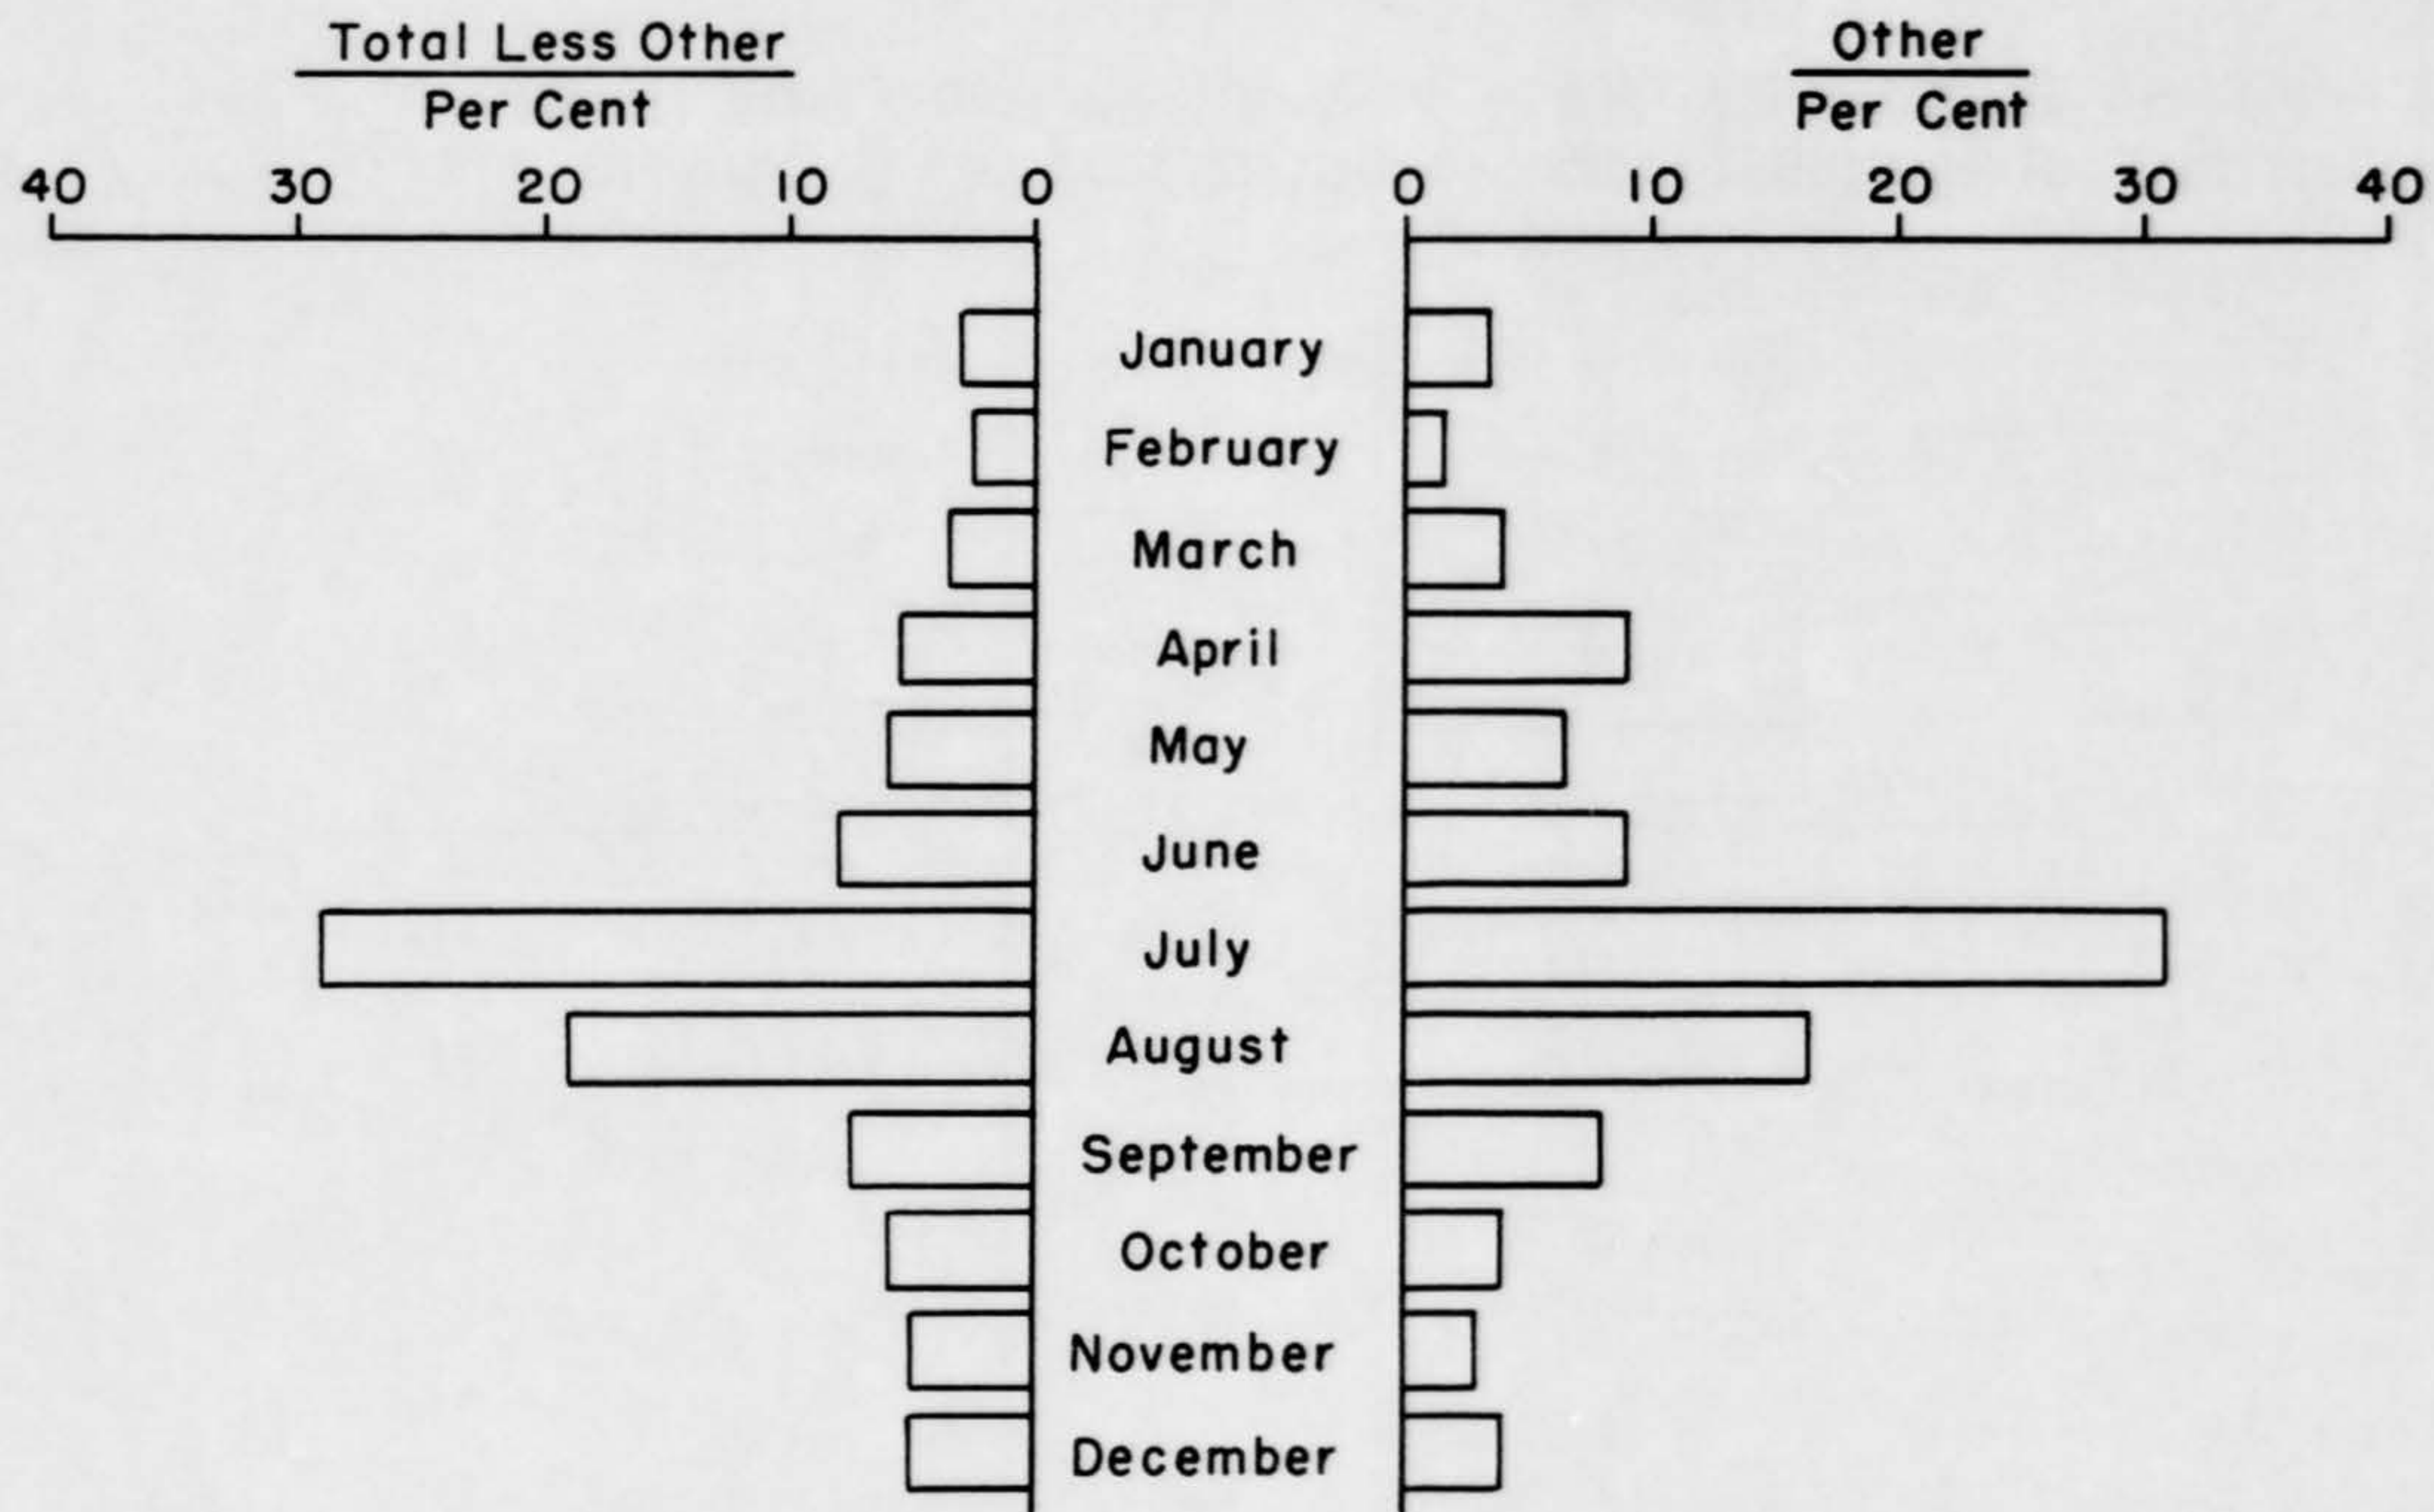 Total Less Other
Per Cent
Other
Per Cent
40 30 20 10 0
0 10 20 30 40
January
February
March
April
May
June
July
August
September
October
November
December